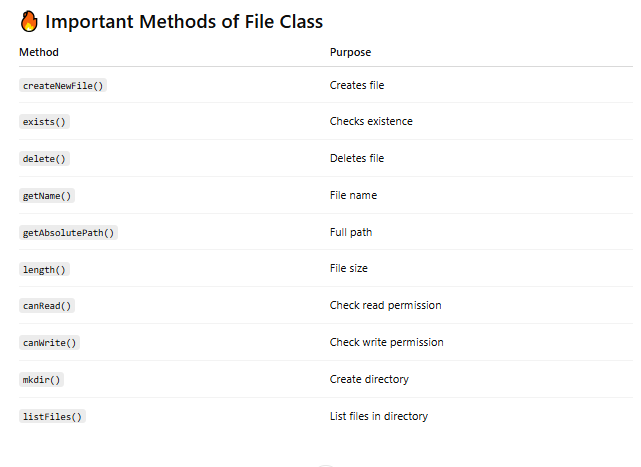 🔥 Important Methods of File Class
Method Purpose
createNewFile() Creates file
exists() Checks existence
delete() Deletes file
getName() File name
getAbsolutePath() Full path
length() File size
canRead() Check read permission
canWrite() Check write permission
mkdir() Create directory
listFiles() List files in directory